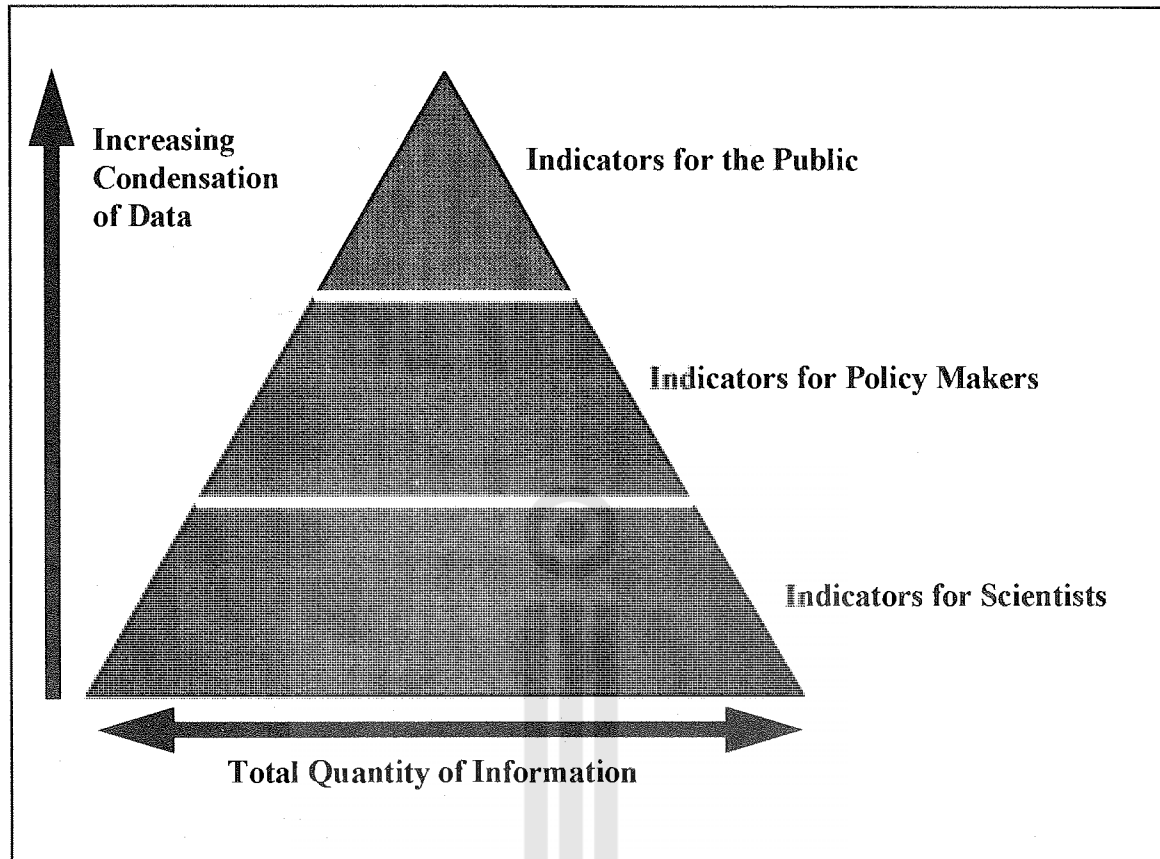 Increasing
Condensation
of Data
Indicators for the Public
Indicators for Policy Makers
Indicators for Scientists
Total Quantity of Information